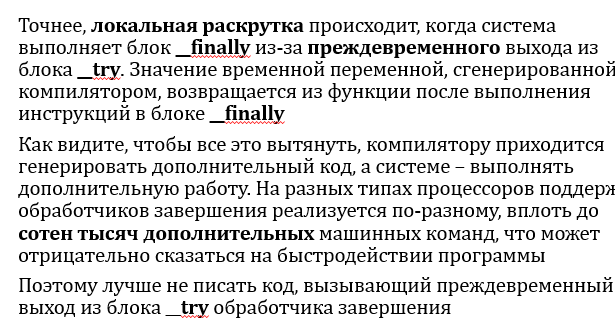 Точнее, локальная раскрутка происходит, когда система
выполняет блок __finally из-за преждевременного выхода из
блока __try. Значение временной переменной, сгенерированной
компилятором, возвращается из функции после выполнения
инструкций в блоке __finally
Как видите, чтобы все это вытянуть, компилятору приходится
генерировать дополнительный код, а системе – выполнять
дополнительную работу. На разных типах процессоров поддерж
обработчиков завершения реализуется по-разному, вплоть до
сотен тысяч дополнительных машинных команд, что может
отрицательно сказаться на быстродействии программы
Поэтому лучше не писать код, вызывающий преждевременный
выход из блока __try обработчика завершения